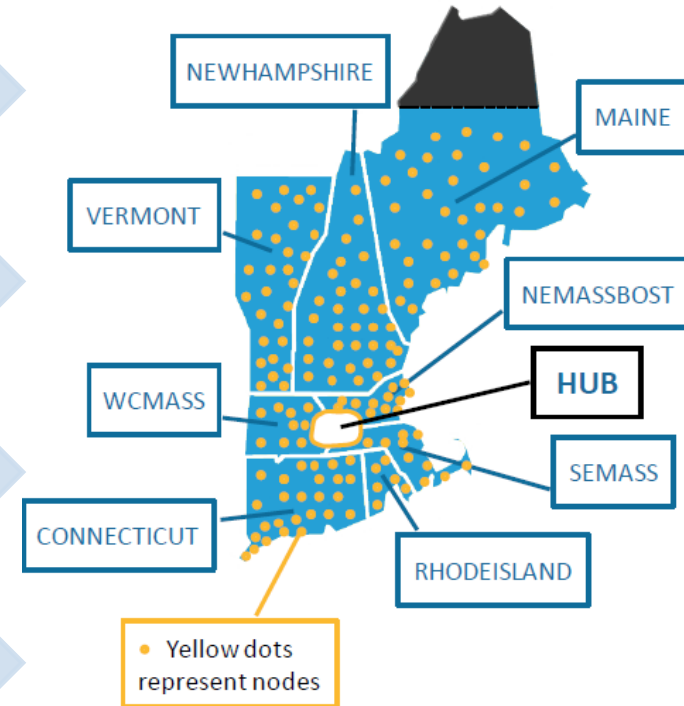 NEWHAMPSHIRE
MAINE
VERMONT
NEMASSBOST
WCMASS
HUB
SEMASS
CONNECTICUT
RHODEISLAND
• Yellow dots
represent nodes